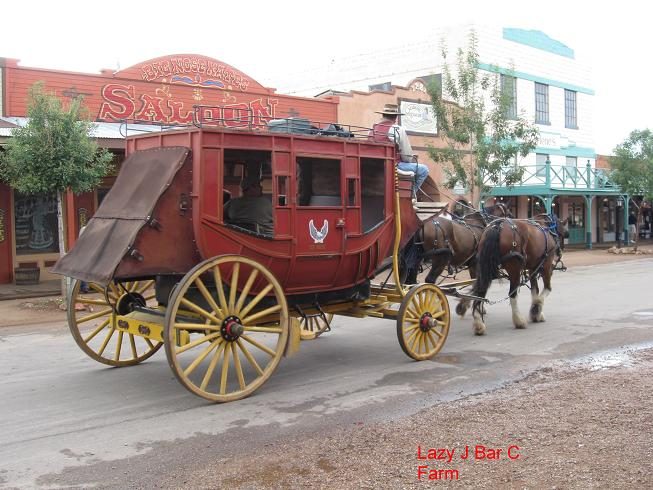 BIG NOSE KATE'S
SALOON
Lazy J Bar C
Farm